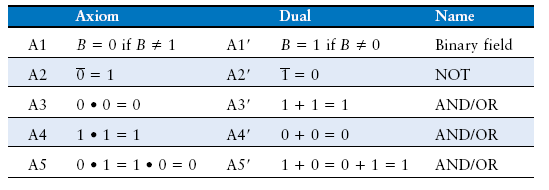 Axiom Dual Name
A1 B = 0 if B ≠ 1 A1′ B = 1 if B ≠ 0 Binary field
A2 0̅ = 1 A2′ 1̅ = 0 NOT
A3 0 • 0 = 0 A3′ 1 + 1 = 1 AND/OR
A4 1 • 1 = 1 A4′ 0 + 0 = 0 AND/OR
A5 0 • 1 = 1 • 0 = 0 A5′ 1 + 0 = 0 + 1 = 1 AND/OR